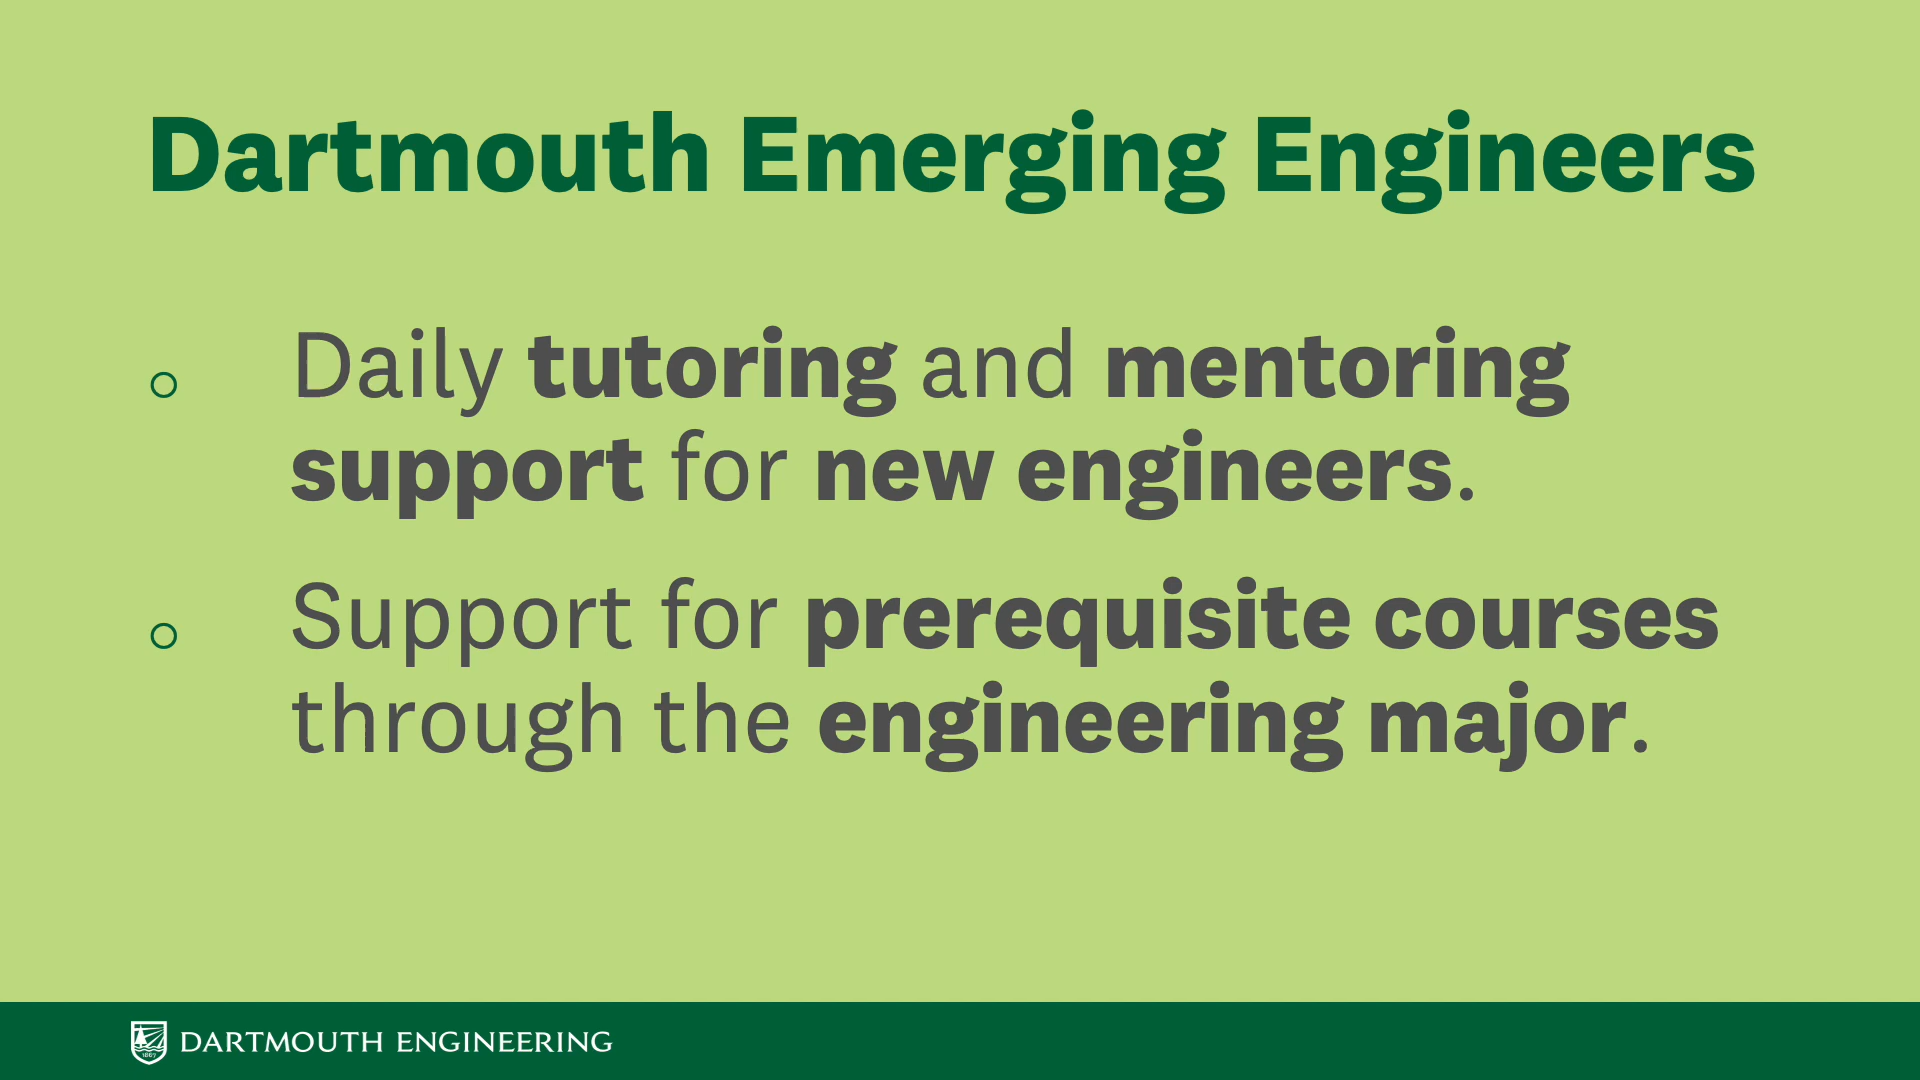 Dartmouth Emerging Engineers
Daily tutoring and mentoring
support for new engineers.
Support for prerequisite courses
through the engineering major.
1867
DARTMOUTH ENGINEERING